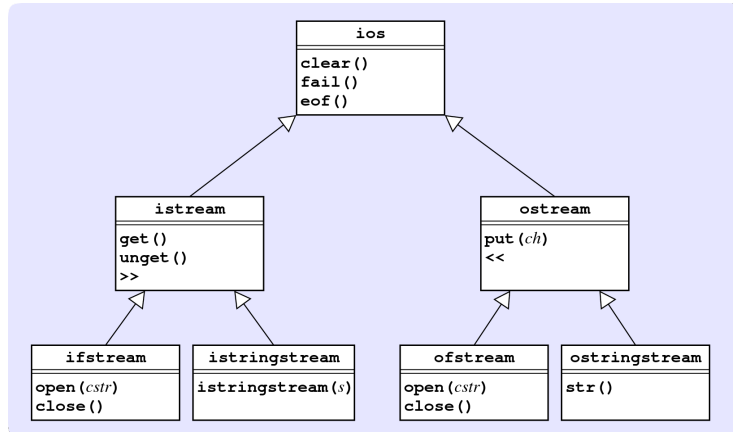 ios
clear()
fail()
eof()
istream
get()
unget()
>>
ostream
put(ch)
<<
ifstream
open(cstr)
close()
istringstream
istringstream(s)
ofstream
open(cstr)
close()
ostringstream
str()